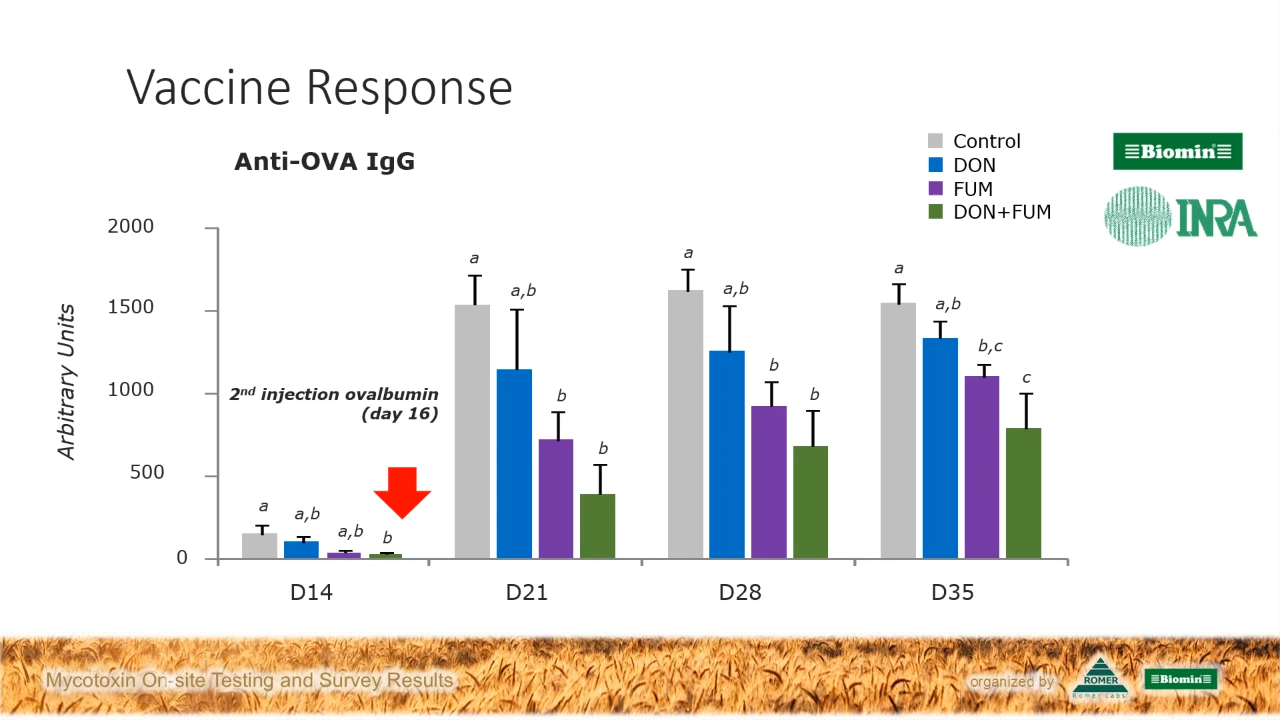 Vaccine Response
Anti-OVA IgG
Control
DON
FUM
DON+FUM
≡Biomin®≡
INRA
Arbitrary Units
2000
1500
1000
500
0
2nd injection ovalbumin
(day 16)
a
a,b
a,b
b
a
a,b
b
b
a
a,b
b
b
a
a,b
b,c
c
D14
D21
D28
D35
Mycotoxin On-site Testing and Survey Results
organized by
ROMER
Romer Labs®
≡Biomin®≡